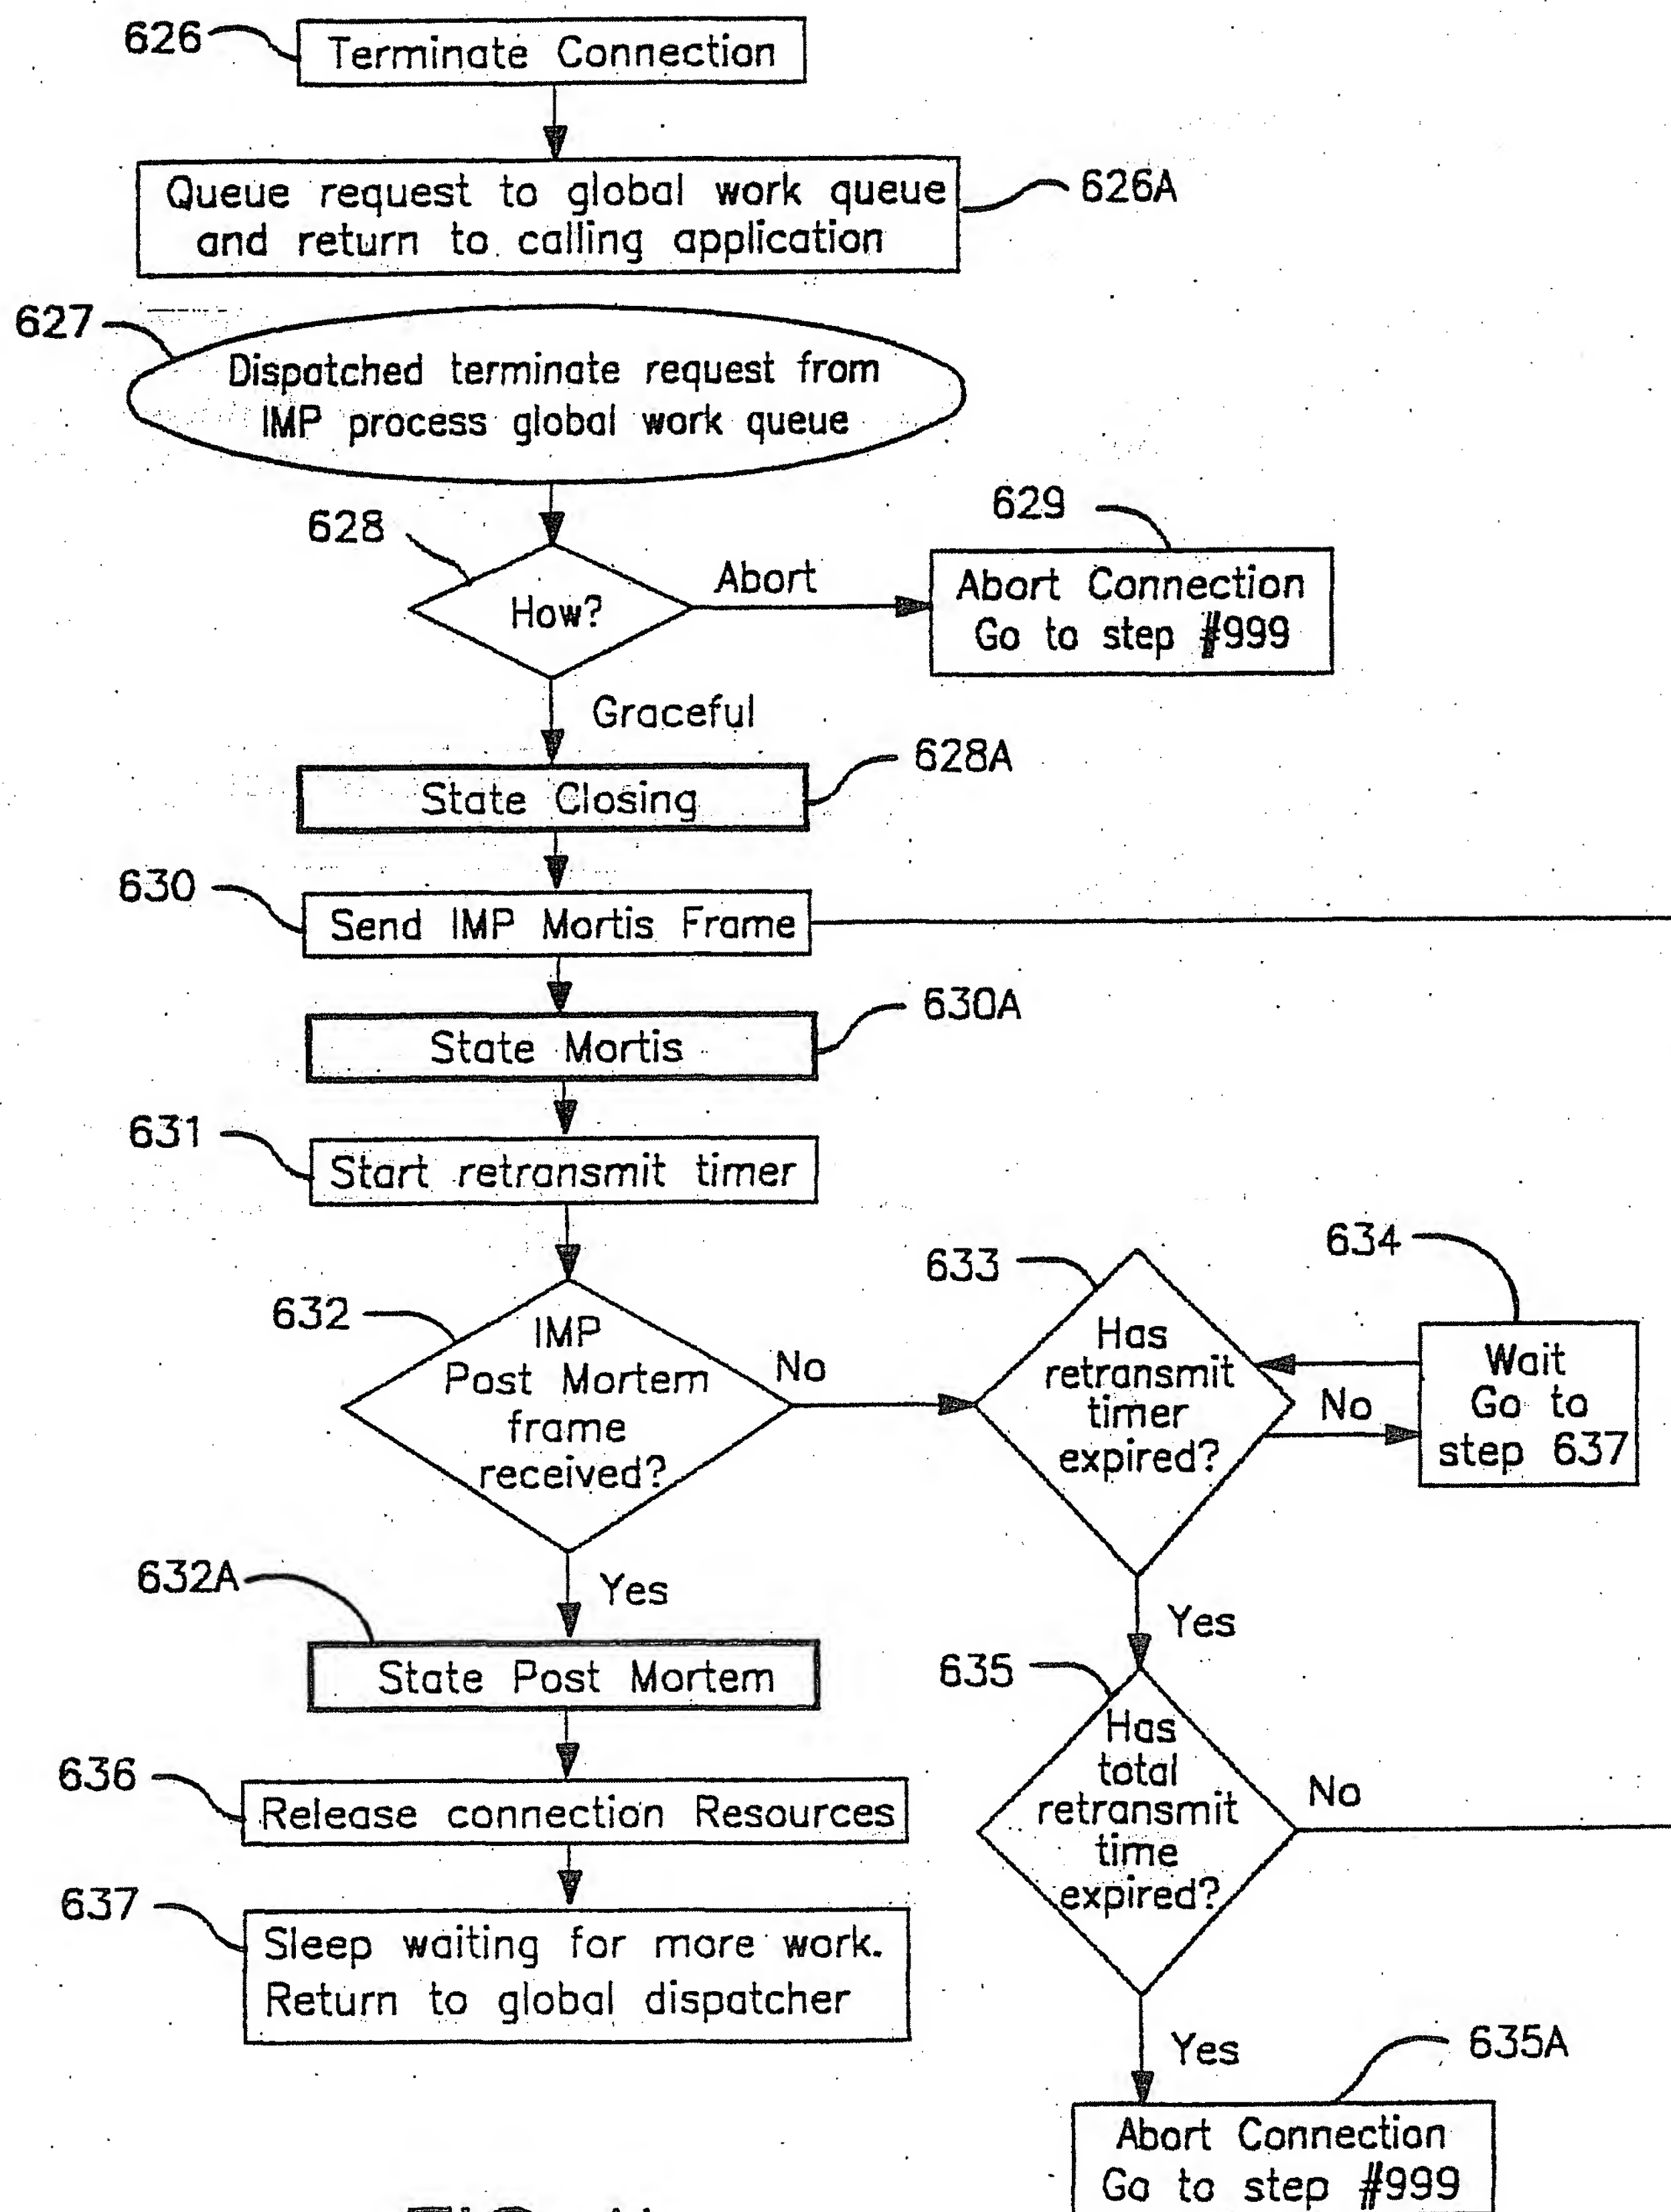 626
Terminate Connection
Queue request to global work queue
and return to calling application
626A
627
Dispatched terminate request from
IMP process global work queue
628
How?
Abort
629
Abort Connection
Go to step #999
Graceful
628A
State Closing
630
Send IMP Mortis Frame
630A
State Mortis
631
Start retransmit timer
632
IMP
Post Mortem
frame
received?
No
633
Has
retransmit
timer
expired?
No
634
Wait
Go to
step 637
Yes
632A
State Post Mortem
Yes
635
Has
total
retransmit
time
expired?
No
636
Release connection Resources
637
Sleep waiting for more work.
Return to global dispatcher
Yes
635A
Abort Connection
Go to step #999